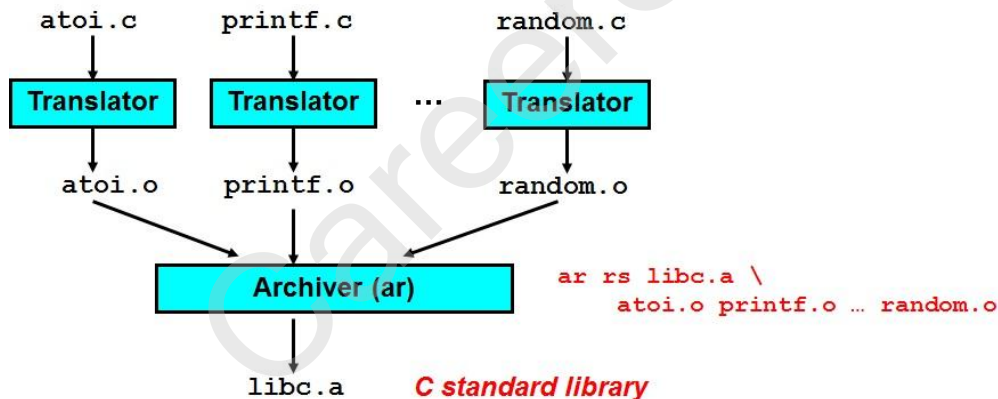 atoi.c printf.c random.c
Translator Translator ... Translator
atoi.o printf.o random.o
Archiver (ar)
ar rs libc.a \
atoi.o printf.o … random.o
libc.a C standard library
Career